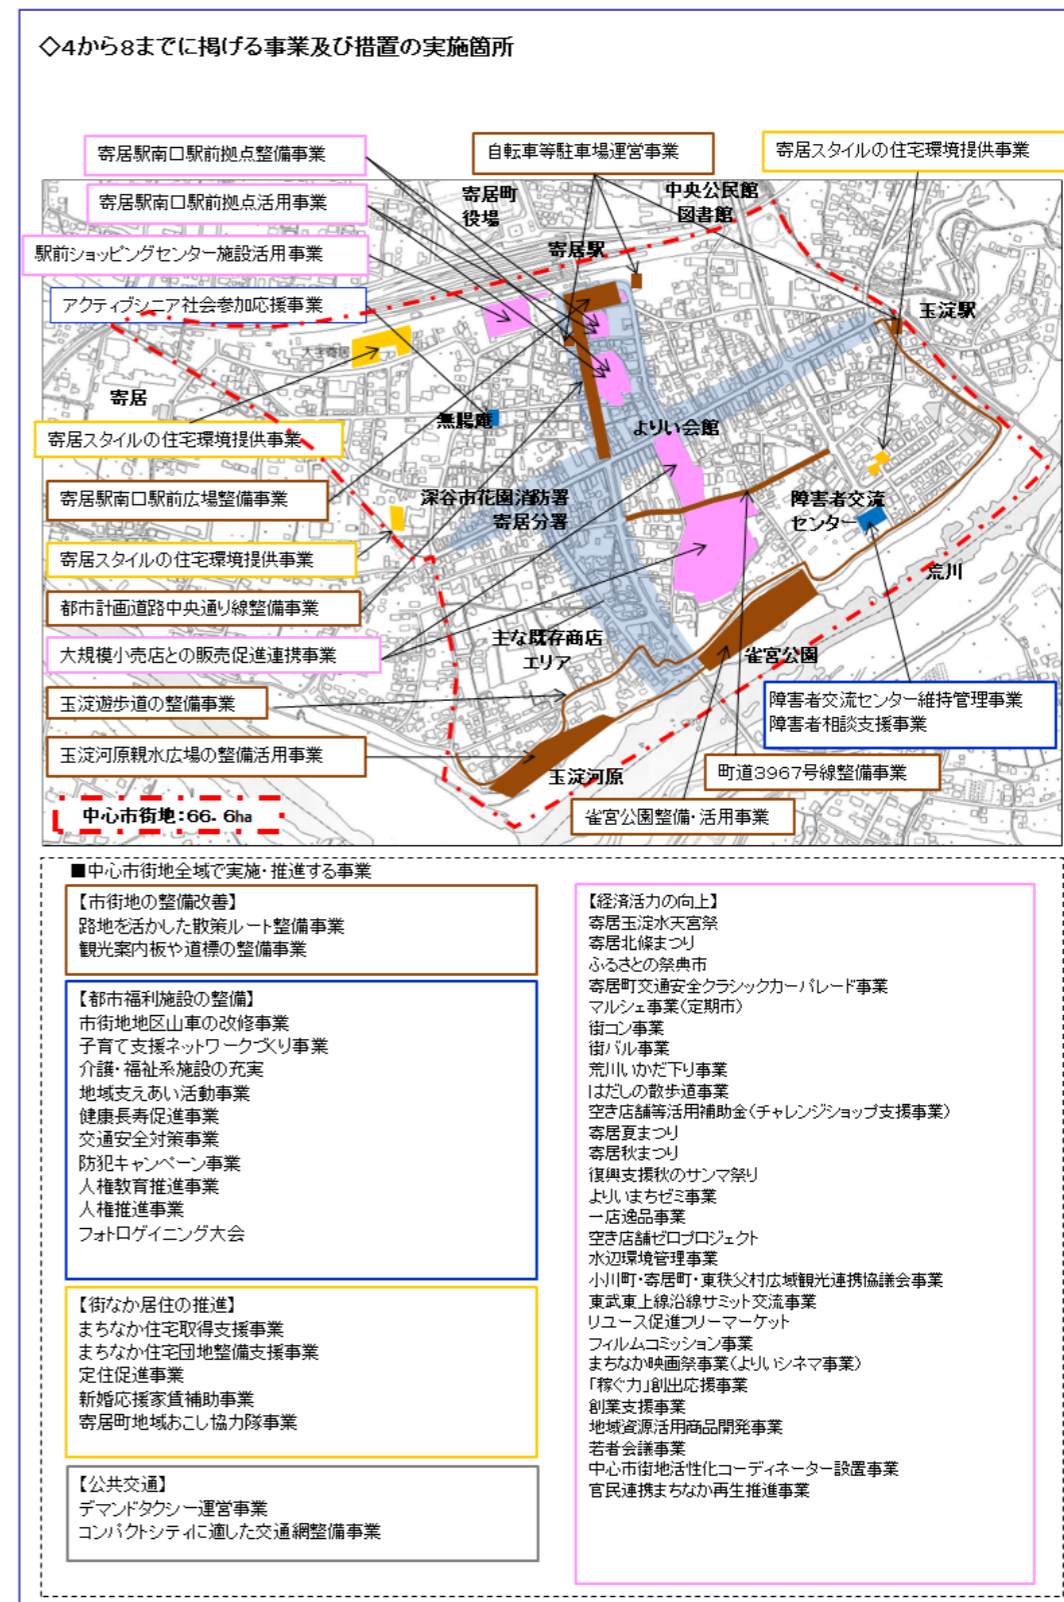 ◇4から8までに掲げる事業及び措置の実施箇所
寄居駅南口駅前拠点整備事業
自転車等駐車場運営事業
寄居スタイルの住宅環境提供事業
寄居駅南口駅前拠点活用事業
寄居町
役場
中央公民館
図書館
駅前ショッピングセンター施設活用事業
寄居駅
アクティブシニア社会参加応援事業
玉淀駅
大字寄居
寄居
無腸庵
よりい会館
寄居スタイルの住宅環境提供事業
寄居駅南口駅前広場整備事業
深谷市花園消防署
寄居分署
障害者交流
センター
寄居スタイルの住宅環境提供事業
荒川
都市計画道路中央通り線整備事業
大規模小売店との販売促進連携事業
主な既存商店
エリア
雀宮公園
玉淀遊歩道の整備事業
障害者交流センター維持管理事業
障害者相談支援事業
玉淀河原親水広場の整備活用事業
玉淀河原
町道3967号線整備事業
中心市街地:66.6ha
雀宮公園整備・活用事業
■中心市街地全域で実施・推進する事業
【市街地の整備改善】
路地を活かした散策ルート整備事業
観光案内板や道標の整備事業
【都市福利施設の整備】
市街地地区山車の改修事業
子育て支援ネットワークづくり事業
介護・福祉系施設の充実
地域支えあい活動事業
健康長寿促進事業
交通安全対策事業
防犯キャンペーン事業
人権教育推進事業
人権推進事業
フォトロゲイニング大会
【街なか居住の推進】
まちなか住宅取得支援事業
まちなか住宅団地整備支援事業
定住促進事業
新婚応援家賃補助事業
寄居町地域おこし協力隊事業
【公共交通】
デマンドタクシー運営事業
コンパクトシティに適した交通網整備事業
【経済活力の向上】
寄居玉淀水天宮祭
寄居北條まつり
ふるさとの祭典市
寄居町交通安全クラシックカーパレード事業
マルシェ事業(定期市)
街コン事業
街バル事業
荒川いかだ下り事業
はだしの散歩道事業
空き店舗等活用補助金(チャレンジショップ支援事業)
寄居夏まつり
寄居秋まつり
復興支援秋のサンマ祭り
よりいまちゼミ事業
一店逸品事業
空き店舗ゼロプロジェクト
水辺環境管理事業
小川町・寄居町・東秩父村広域観光連携協議会事業
東武東上線沿線サミット交流事業
リユース促進フリーマーケット
フィルムコミッション事業
まちなか映画祭事業(よりいシネマ事業)
「稼ぐ力」創出応援事業
創業支援事業
地域資源活用商品開発事業
若者会議事業
中心市街地活性化コーディネーター設置事業
官民連携まちなか再生推進事業